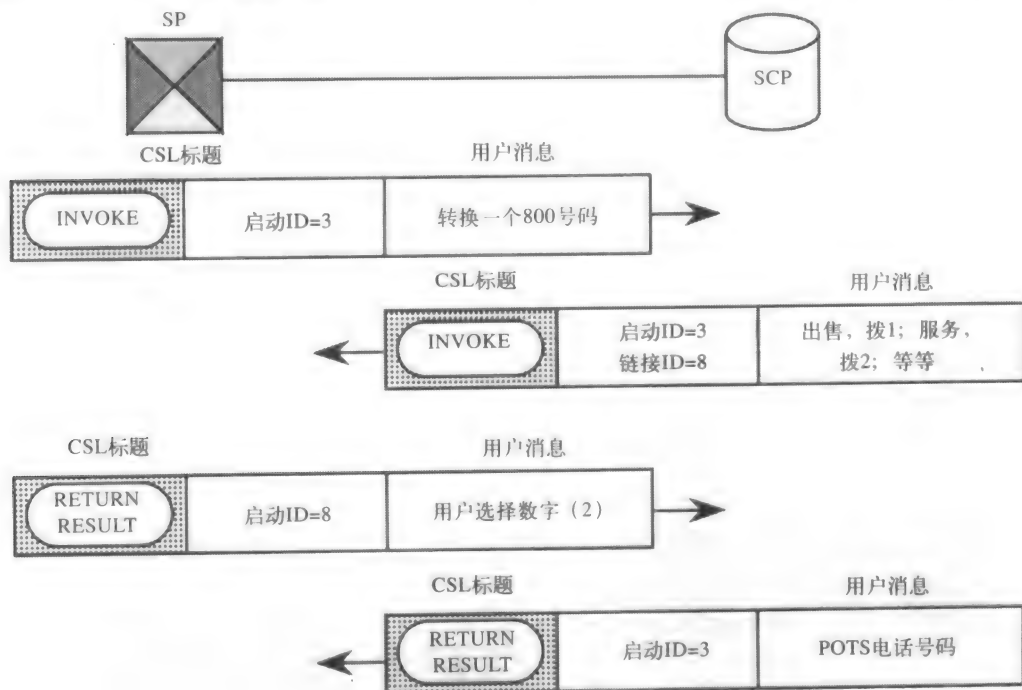 SP
SCP
CSL标题 用户消息
INVOKE 启动ID=3 转换一个800号码
CSL标题 用户消息
INVOKE 启动ID=3 出售，拨1；服务，
链接ID=8 拨2；等等
CSL标题 用户消息
RETURN
RESULT 启动ID=8 用户选择数字（2）
CSL标题 用户消息
RETURN
RESULT 启动ID=3 POTS电话号码